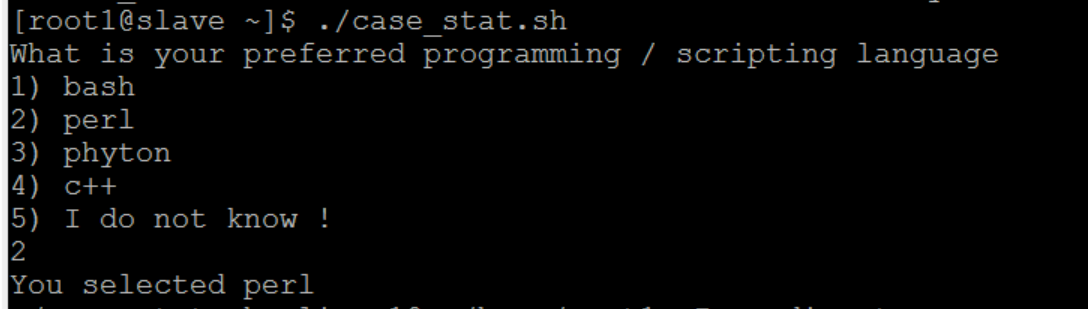 [root1@slave ~]$ ./case_stat.sh
What is your preferred programming / scripting language
1) bash
2) perl
3) phyton
4) c++
5) I do not know !
2
You selected perl